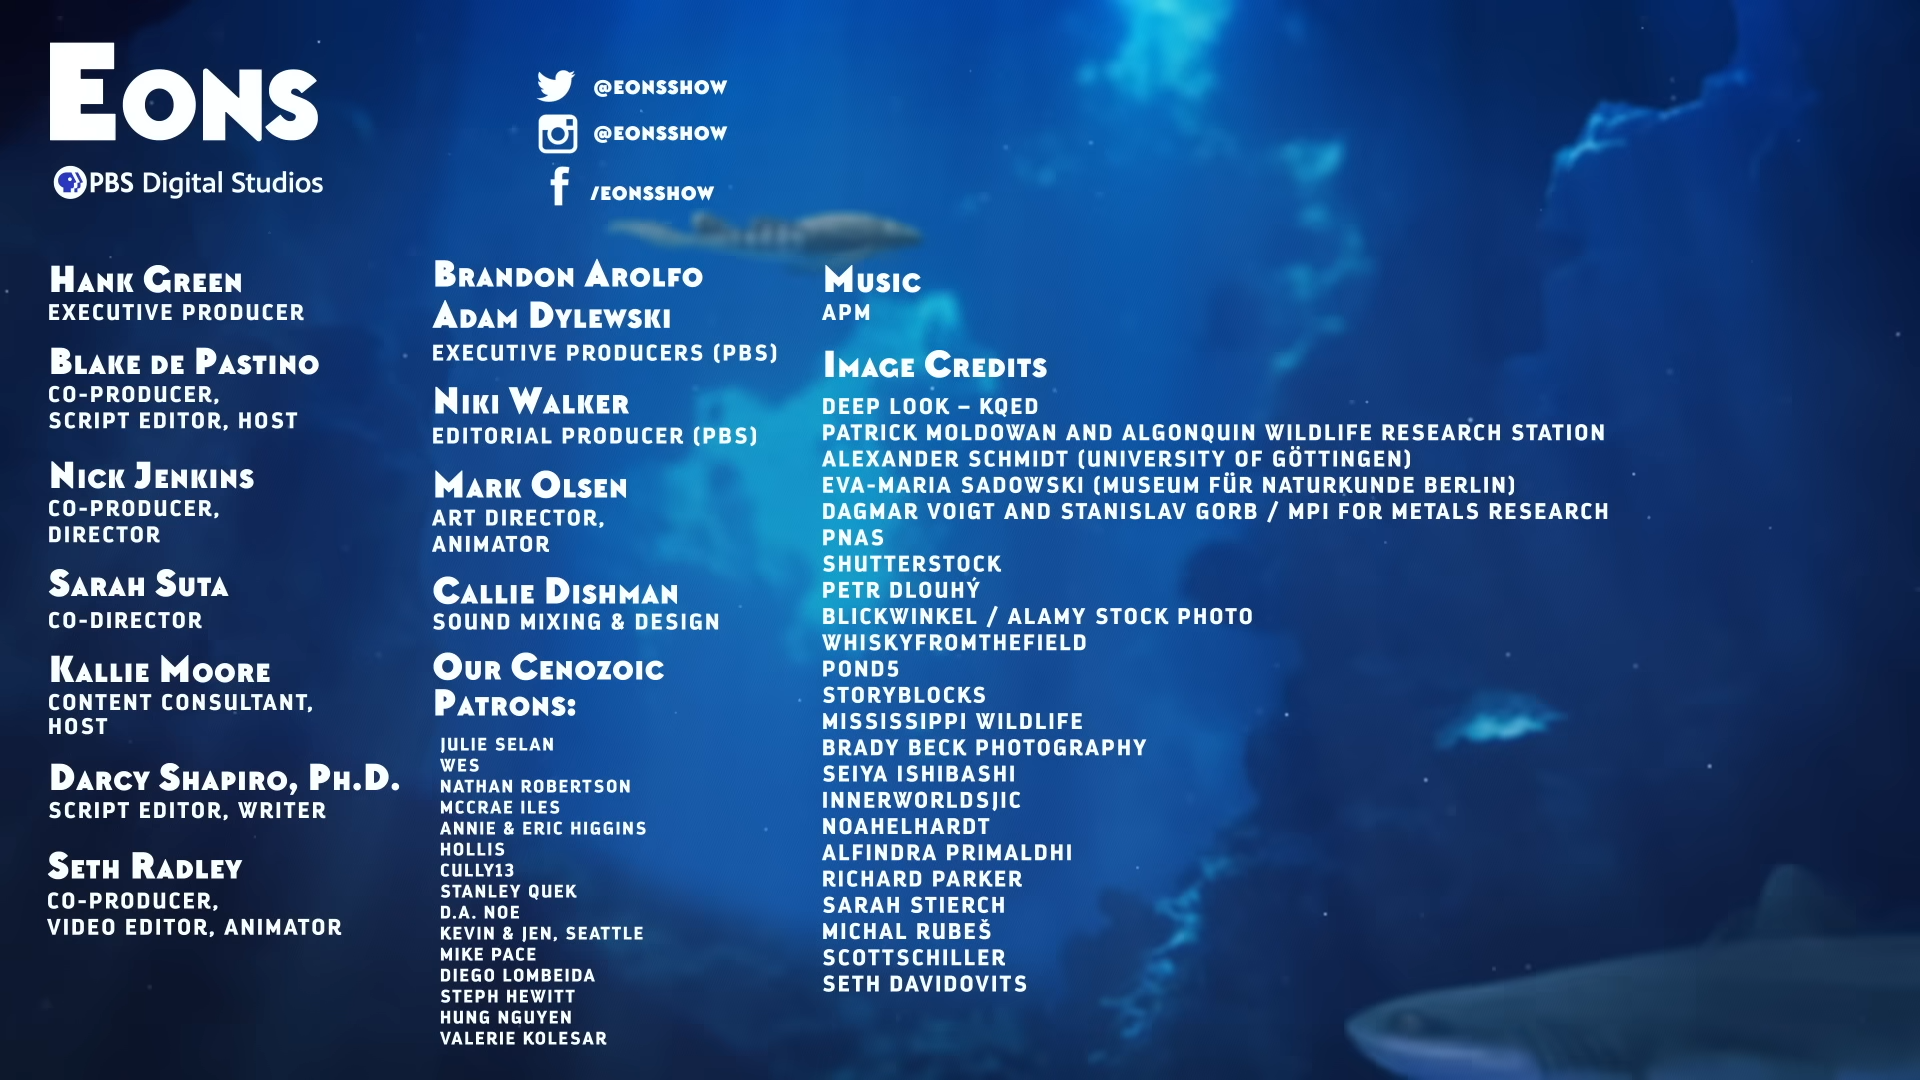 EONS
PBS Digital Studios
@EONSSHOW
@EONSSHOW
/EONSSHOW
HANK GREEN
EXECUTIVE PRODUCER
BLAKE DE PASTINO
CO-PRODUCER,
SCRIPT EDITOR, HOST
NICK JENKINS
CO-PRODUCER,
DIRECTOR
SARAH SUTA
CO-DIRECTOR
KALLIE MOORE
CONTENT CONSULTANT,
HOST
DARCY SHAPIRO, PH.D.
SCRIPT EDITOR, WRITER
SETH RADLEY
CO-PRODUCER,
VIDEO EDITOR, ANIMATOR
BRANDON AROLFO
ADAM DYLEWSKI
EXECUTIVE PRODUCERS (PBS)
NIKI WALKER
EDITORIAL PRODUCER (PBS)
MARK OLSEN
ART DIRECTOR,
ANIMATOR
CALLIE DISHMAN
SOUND MIXING & DESIGN
OUR CENOZOIC
PATRONS:
JULIE SELAN
WES
NATHAN ROBERTSON
MCCRAE ILES
ANNIE & ERIC HIGGINS
HOLLIS
CULLY13
STANLEY QUEK
D.A. NOE
KEVIN & JEN, SEATTLE
MIKE PACE
DIEGO LOMBEIDA
STEPH HEWITT
HUNG NGUYEN
VALERIE KOLESAR
MUSIC
APM
IMAGE CREDITS
DEEP LOOK – KQED
PATRICK MOLDOWAN AND ALGONQUIN WILDLIFE RESEARCH STATION
ALEXANDER SCHMIDT (UNIVERSITY OF GÖTTINGEN)
EVA-MARIA SADOWSKI (MUSEUM FÜR NATURKUNDE BERLIN)
DAGMAR VOIGT AND STANISLAV GORB / MPI FOR METALS RESEARCH
PNAS
SHUTTERSTOCK
PETR DLOUHÝ
BLICKWINKEL / ALAMY STOCK PHOTO
WHISKYFROMTHEFIELD
POND5
STORYBLOCKS
MISSISSIPPI WILDLIFE
BRADY BECK PHOTOGRAPHY
SEIYA ISHIBASHI
INNERWORLDSJIC
NOAHELHARDT
ALFINDRA PRIMALDHI
RICHARD PARKER
SARAH STIERCH
MICHAL RUBEŠ
SCOTTSCHILLER
SETH DAVIDOVITS